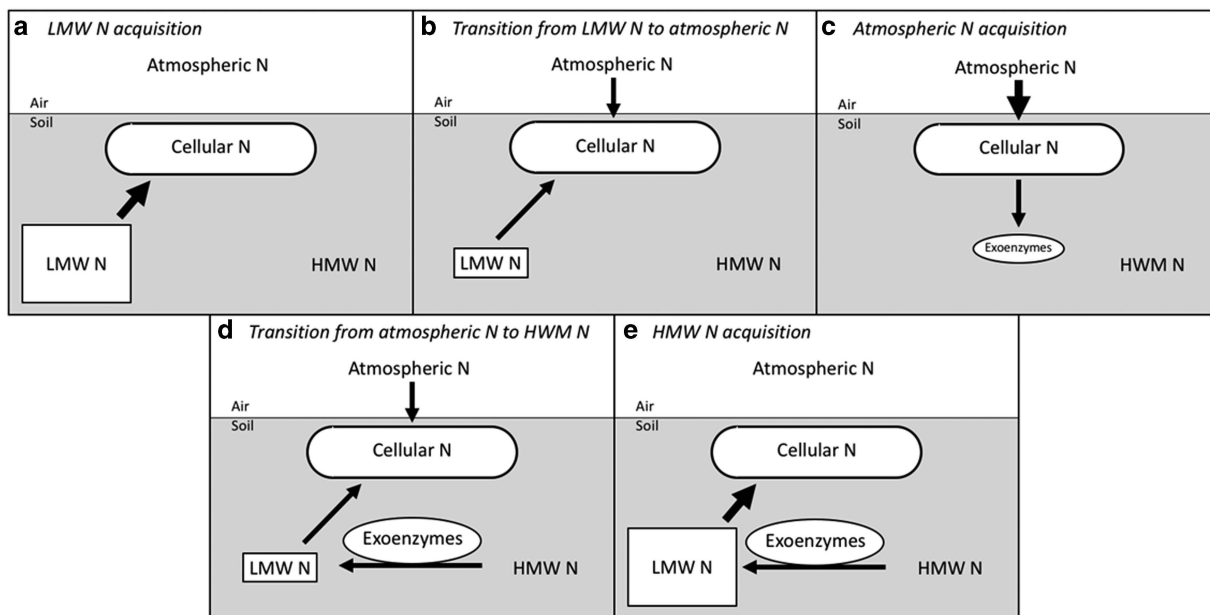 a LMW N acquisition
Atmospheric N
Air
Soil
Cellular N
LMW N
HMW N
b Transition from LMW N to atmospheric N
Atmospheric N
Air
Soil
Cellular N
LMW N
HMW N
c Atmospheric N acquisition
Atmospheric N
Air
Soil
Cellular N
Exoenzymes
HWM N
d Transition from atmospheric N to HWM N
Atmospheric N
Air
Soil
Cellular N
Exoenzymes
LMW N
HMW N
e HMW N acquisition
Atmospheric N
Air
Soil
Cellular N
Exoenzymes
LMW N
HMW N